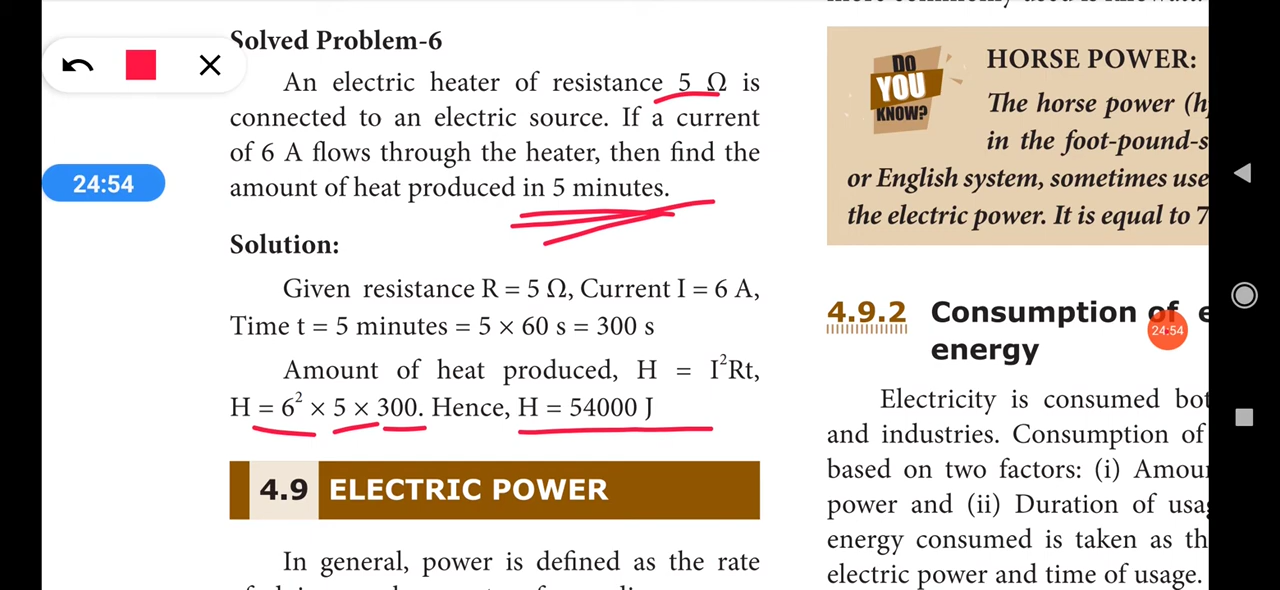 Solved Problem-6
An electric heater of resistance 5 Ω is
connected to an electric source. If a current
of 6 A flows through the heater, then find the
amount of heat produced in 5 minutes.
Solution:
Given resistance R = 5 Ω, Current I = 6 A,
Time t = 5 minutes = 5 × 60 s = 300 s
Amount of heat produced, H = I²Rt,
H = 6² × 5 × 300. Hence, H = 54000 J
4.9 ELECTRIC POWER
In general, power is defined as the rate
24:54
DO YOU KNOW?
HORSE POWER:
The horse power (h
in the foot-pound-s
or English system, sometimes use
the electric power. It is equal to 7
4.9.2 Consumption of e
energy
24:54
Electricity is consumed bot
and industries. Consumption of
based on two factors: (i) Amou
power and (ii) Duration of usa
energy consumed is taken as th
electric power and time of usage.